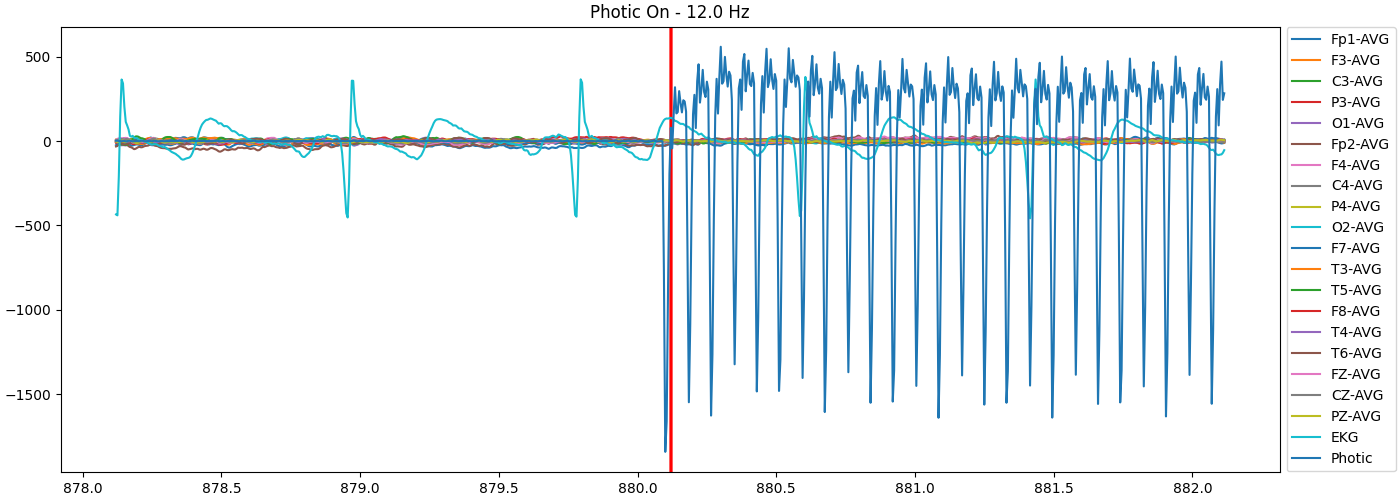 Photic On - 12.0 Hz
500
0
−500
−1000
−1500
878.0 878.5 879.0 879.5 880.0 880.5 881.0 881.5 882.0
Fp1-AVG
F3-AVG
C3-AVG
P3-AVG
O1-AVG
Fp2-AVG
F4-AVG
C4-AVG
P4-AVG
O2-AVG
F7-AVG
T3-AVG
T5-AVG
F8-AVG
T4-AVG
T6-AVG
FZ-AVG
CZ-AVG
PZ-AVG
EKG
Photic